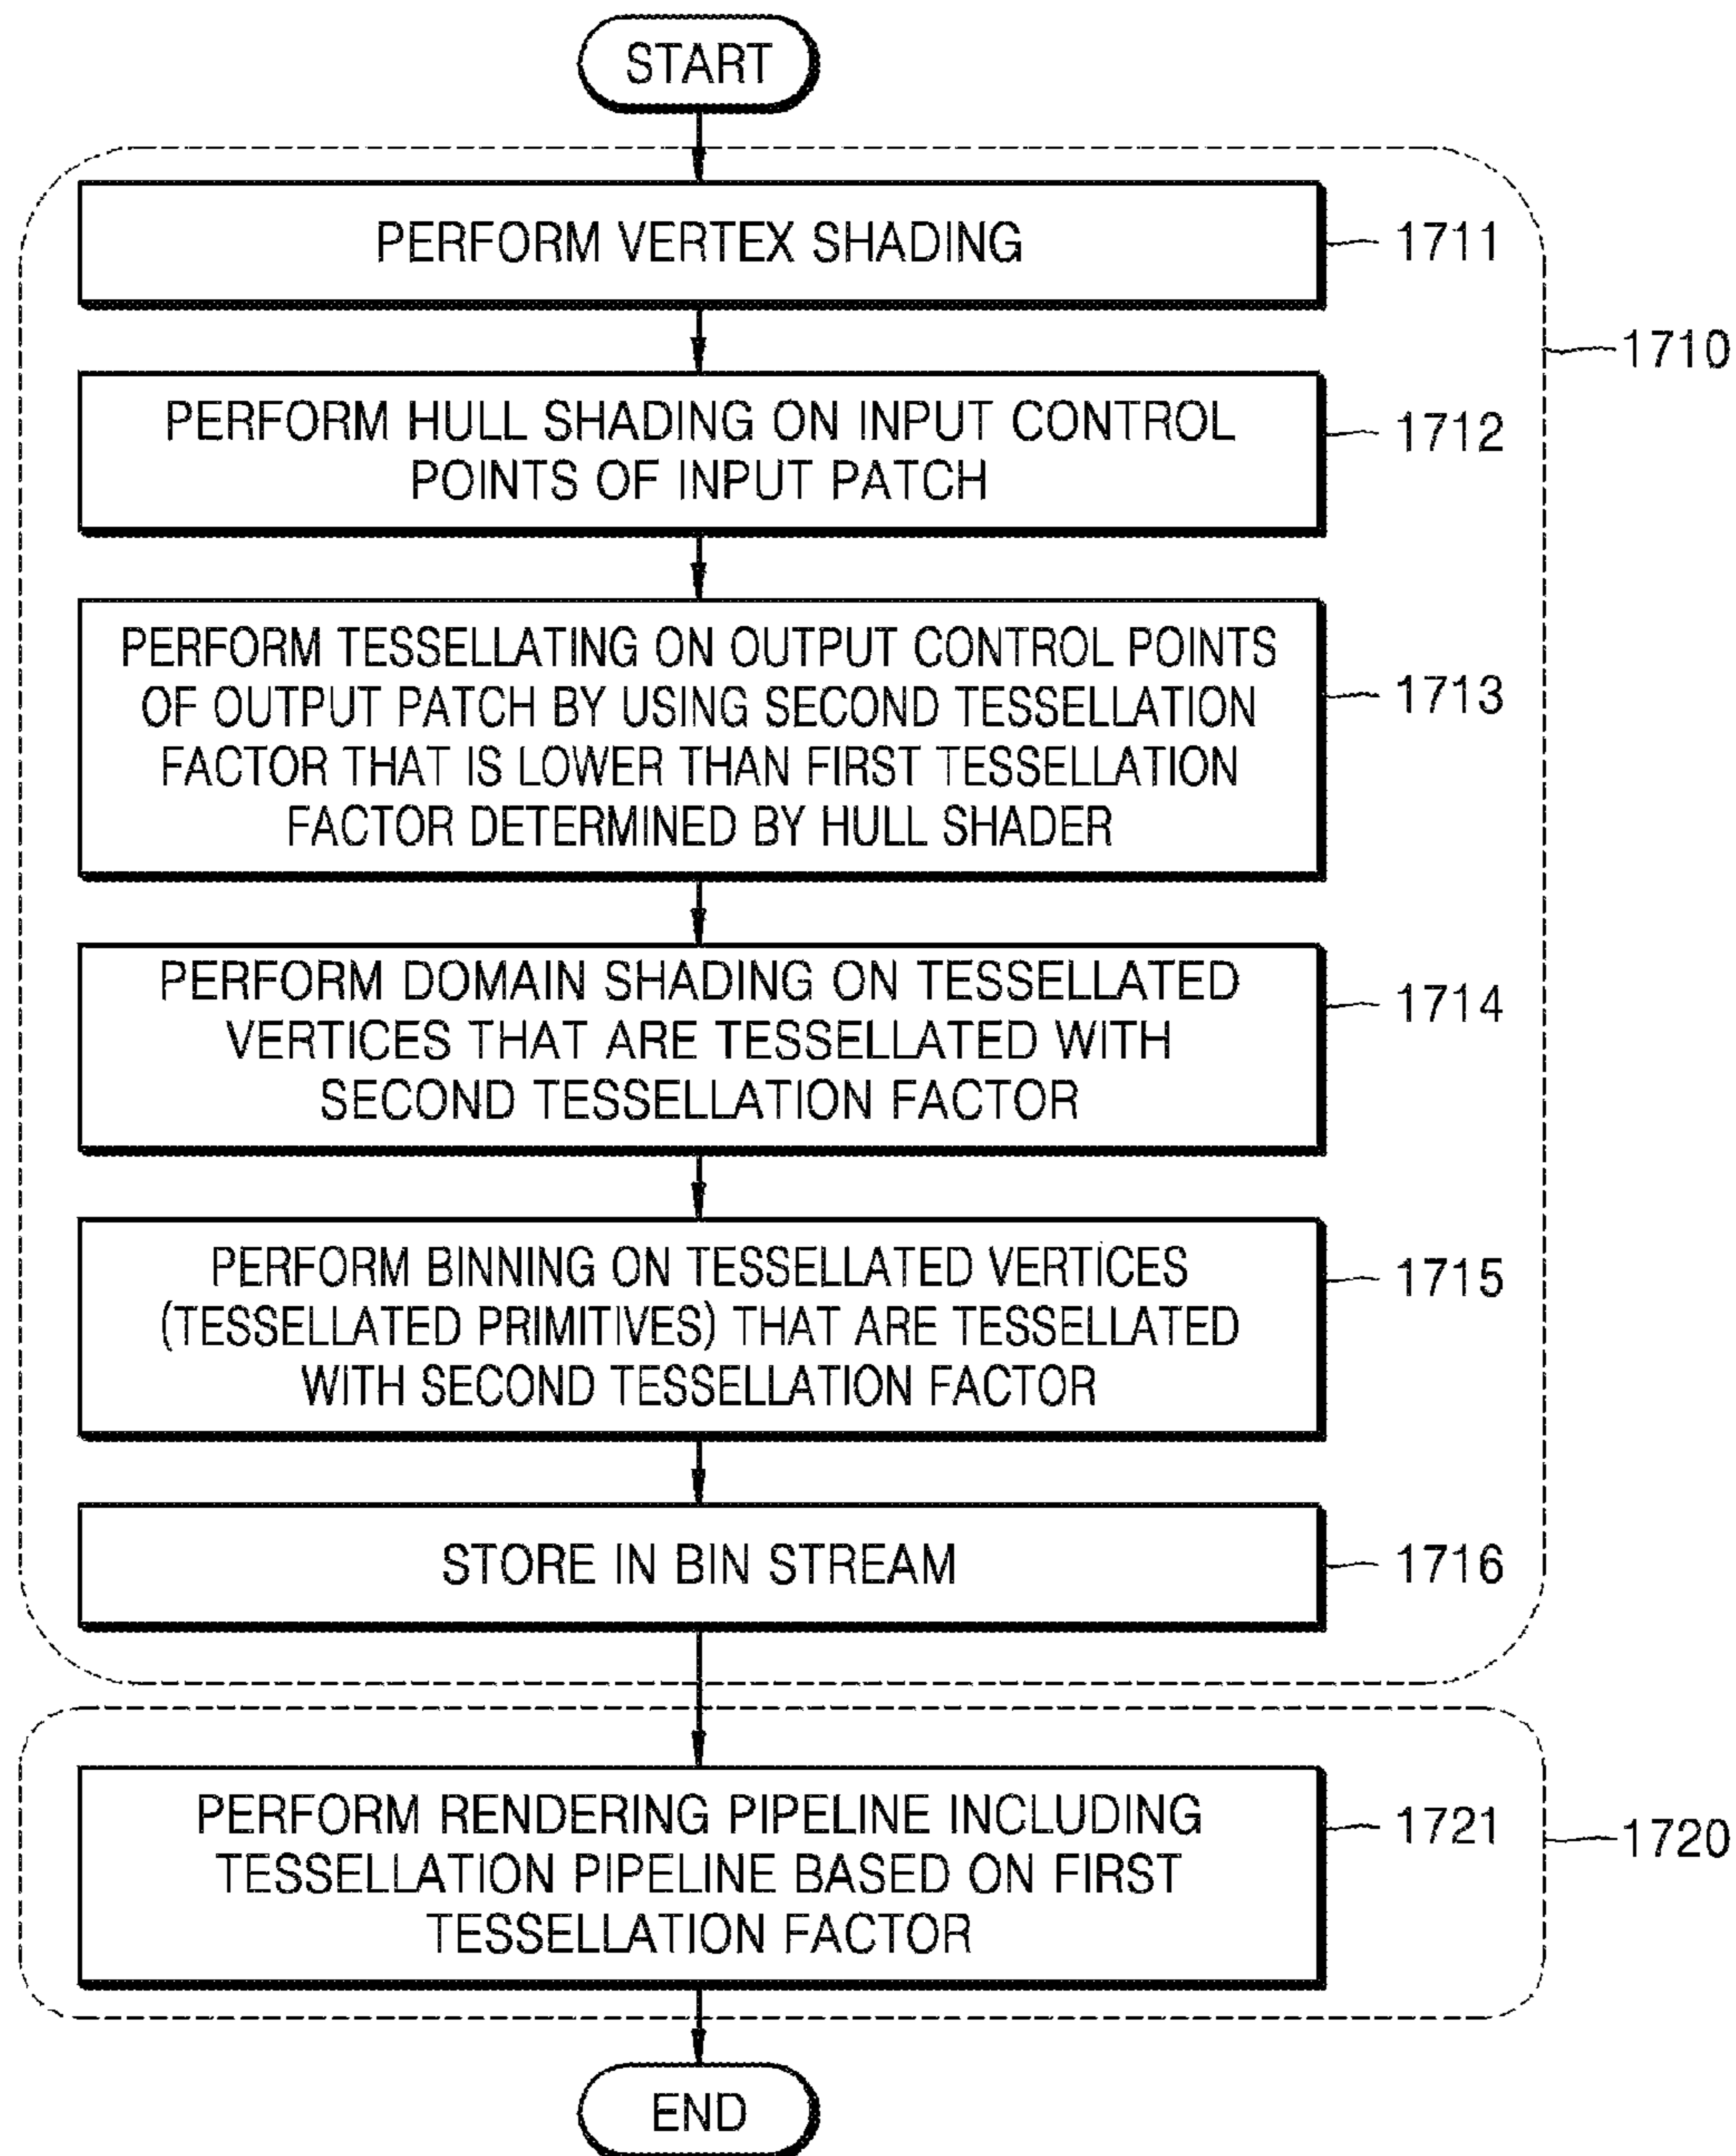 START
PERFORM VERTEX SHADING
1711
1710
PERFORM HULL SHADING ON INPUT CONTROL
POINTS OF INPUT PATCH
1712
PERFORM TESSELLATING ON OUTPUT CONTROL POINTS
OF OUTPUT PATCH BY USING SECOND TESSELLATION
FACTOR THAT IS LOWER THAN FIRST TESSELLATION
FACTOR DETERMINED BY HULL SHADER
1713
PERFORM DOMAIN SHADING ON TESSELLATED
VERTICES THAT ARE TESSELLATED WITH
SECOND TESSELLATION FACTOR
1714
PERFORM BINNING ON TESSELLATED VERTICES
(TESSELLATED PRIMITIVES) THAT ARE TESSELLATED
WITH SECOND TESSELLATION FACTOR
1715
STORE IN BIN STREAM
1716
PERFORM RENDERING PIPELINE INCLUDING
TESSELLATION PIPELINE BASED ON FIRST
TESSELLATION FACTOR
1721
1720
END